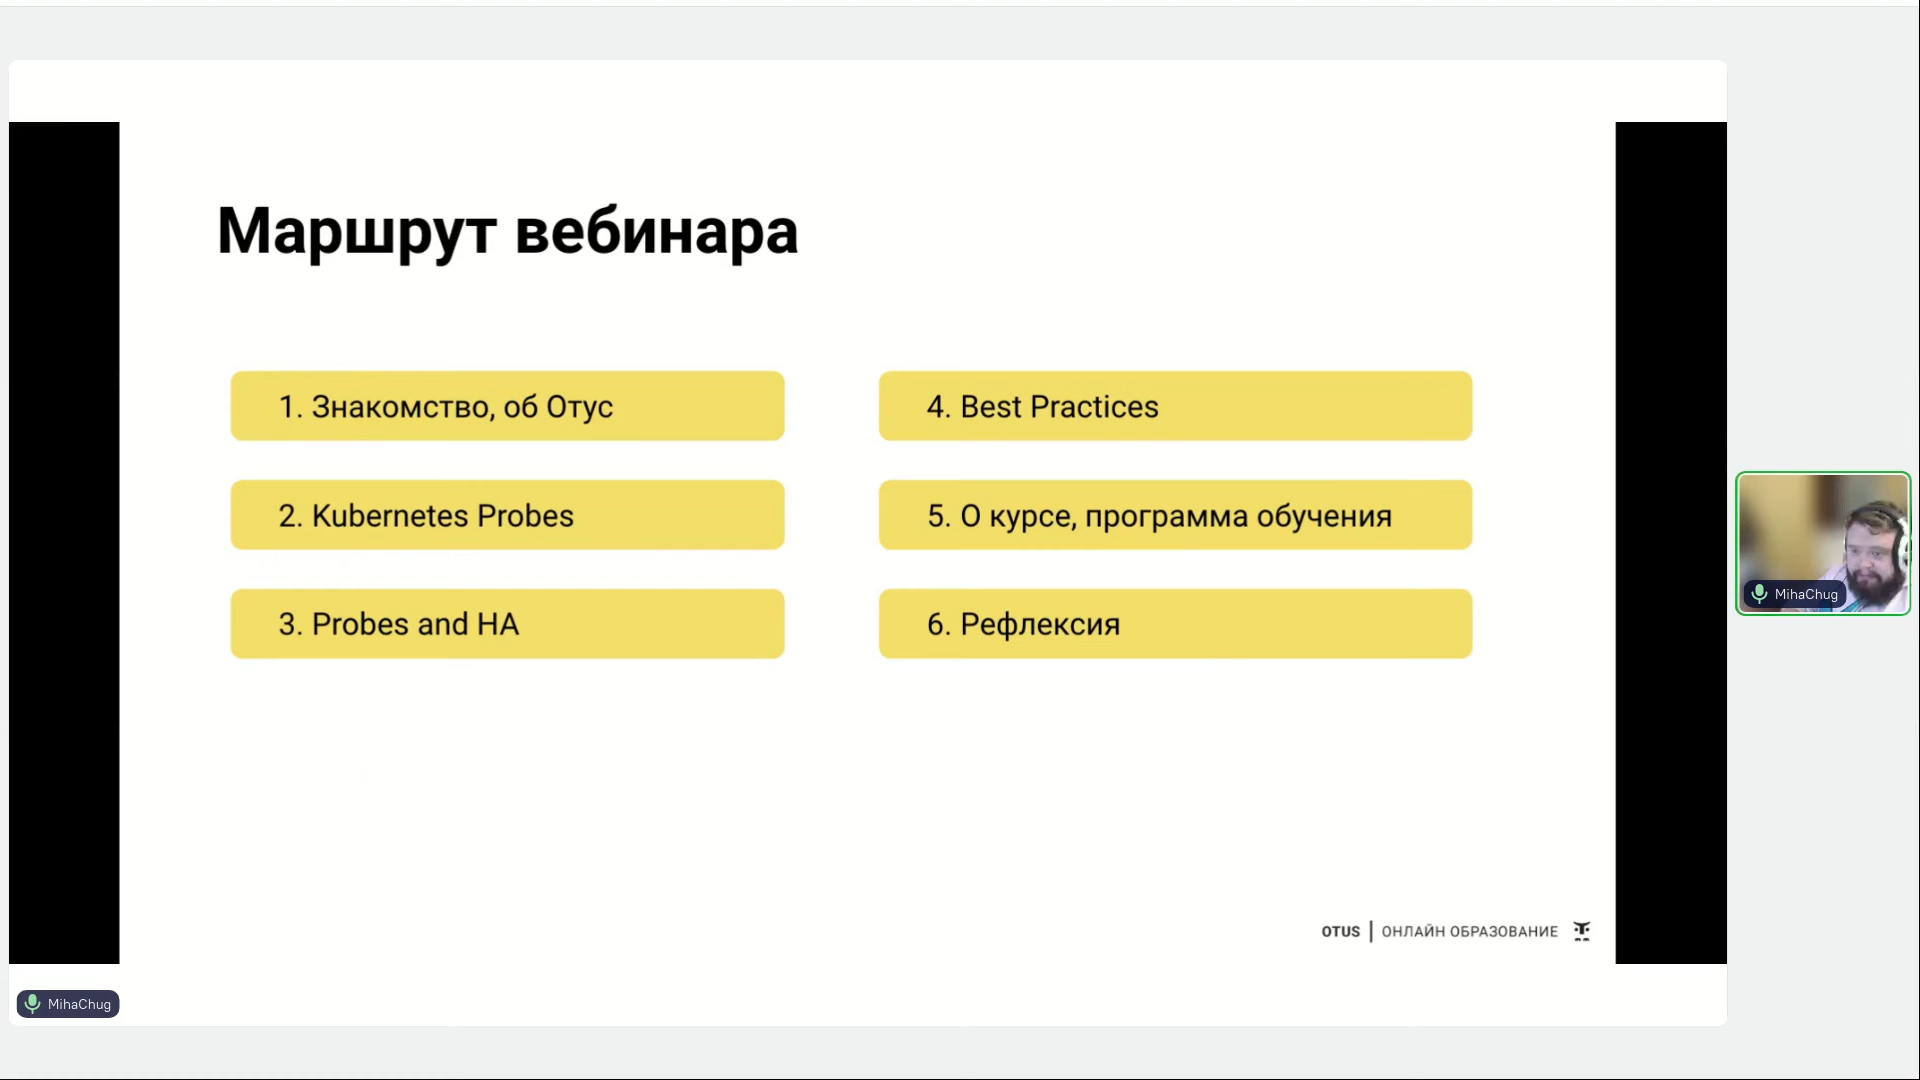 Маршрут вебинара
1. Знакомство, об Отус
2. Kubernetes Probes
3. Probes and HA
4. Best Practices
5. О курсе, программа обучения
6. Рефлексия
OTUS | ОНЛАЙН ОБРАЗОВАНИЕ
MihaChug
MihaChug